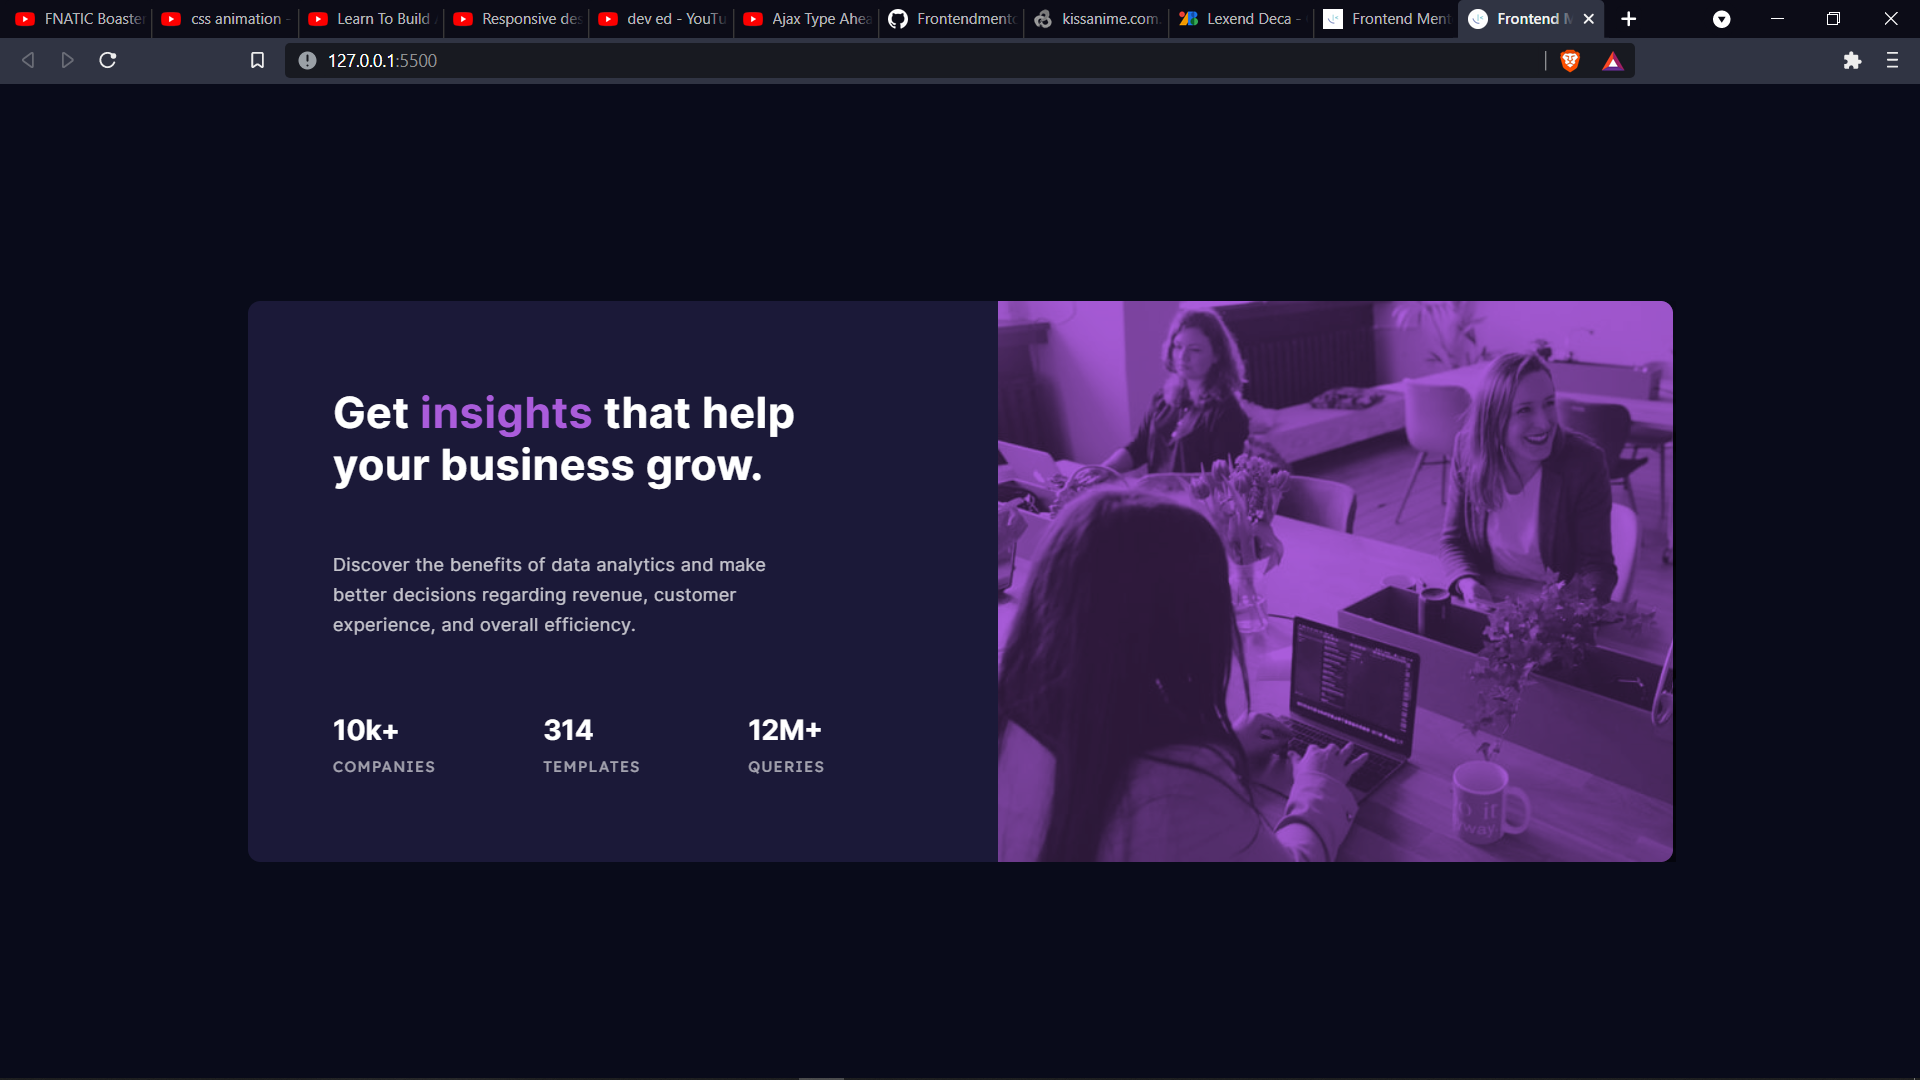 FNATIC Boaster
css animation -
Learn To Build
Responsive des
dev ed - YouTu
Ajax Type Ahea
Frontendmento
kissanime.com.
Lexend Deca -
Frontend Ment
Frontend M
127.0.0.1:5500
Get insights that help
your business grow.
Discover the benefits of data analytics and make
better decisions regarding revenue, customer
experience, and overall efficiency.
10k+ 314 12M+
COMPANIES TEMPLATES QUERIES